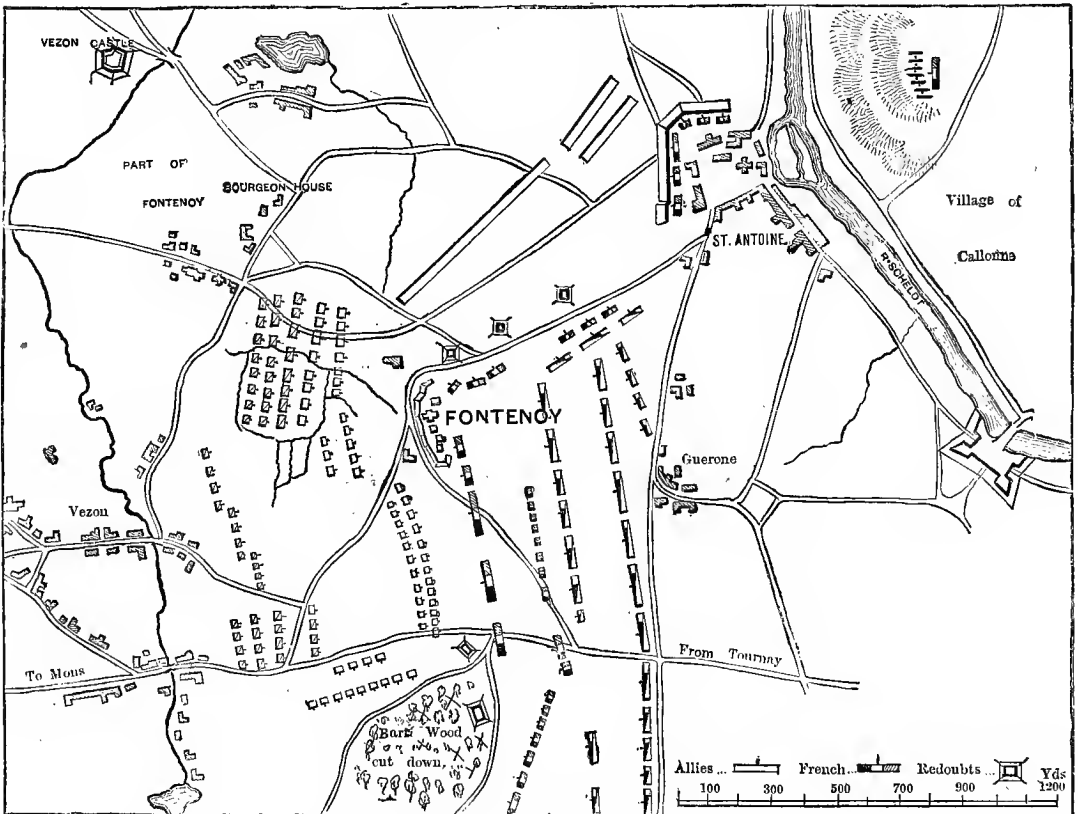 VEZON CASTLE
PART OF
FONTENOY
BOURGEON HOUSE
ST. ANTOINE
R. SCHELDT
Village of
Callonne
FONTENOY
Guerone
Vezon
To Mons
From Tournay
Barri Wood
cut down.
Allies ... French ... Redoubts ... Yds
100 300 500 700 900 1200